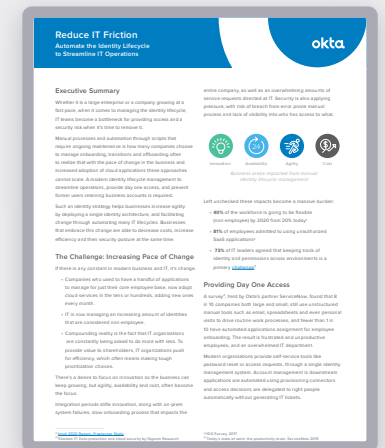 Reduce IT Friction
Automate the Identity Lifecycle
to Streamline IT Operations
okta
Executive Summary
Whether it is a large enterprise or a company growing at a
fast pace, when it comes to managing the identity lifecycle,
IT teams become a bottleneck for providing access and a
security risk when it's time to remove it.
Manual processes and automation through scripts that
require ongoing maintenance is how many companies choose
to manage onboarding, transitions and offboarding often
to realize that with the pace of change in the business and
increased adoption of cloud applications these approaches
cannot scale. A modern identity lifecycle management to
streamline operations, provide day one access, and prevent
former users retaining business accounts is required.
Such an identity strategy helps businesses increase agility
by deploying a single identity architecture, and facilitating
change through automating many IT lifecycles. Businesses
that embrace this change are able to decrease costs, increase
efficiency and their security posture at the same time.
The Challenge: Increasing Pace of Change
If there is any constant in modern business and IT, it's change.
• Companies who used to have a handful of applications
to manage for just their core employee base, now adopt
cloud services in the tens or hundreds, adding new ones
every month.
• IT is now managing an increasing amount of identities
that are considered non-employee.
• Compounding reality is the fact that IT organizations
are constantly being asked to do more with less. To
provide value to shareholders, IT organizations push
for efficiency, which often means making tough
prioritization choices.
There's a desire to focus on innovation so the business can
keep growing, but agility, availability and cost, often become
the focus.
Integration periods stifle innovation, along with on-prem
system failures, slow onboarding process that impacts the
entire company, as well as an overwhelming amounts of
service requests directed at IT. Security is also applying
pressure, with risk of breach from error prone manual
process and lack of visibility into who has access to what
24
$
Innovation
Availability
Agility
Cost
Business areas impacted from manual
identity lifecycle management
Left unchecked these impacts become a massive burden:
• 40% of the workforce is going to be flexible
(non-employee) by 2020 from 20% today¹
• 81% of employees admitted to using unauthorized
SaaS applications²
• 72% of IT leaders agreed that keeping track of
identity and permissions across environments is a
primary challenge³
Providing Day One Access
A survey⁴, held by Okta's partner ServiceNow, found that 8
in 10 companies both large and small, still use unstructured
manual tools such as email, spreadsheets and even personal
visits to drive routine work processes, and fewer than 1 in
10 have automated applications assignment for employee
onboarding. The result is frustrated and unproductive
employees, and an overwhelmed IT department.
Modern organizations provide self-service tools like
password reset or access requests, through a single identity
management system. Account management is downstream
applications are automated using provisioning connectors
and access decisions are delegated to right people
automatically without generating IT tickets.